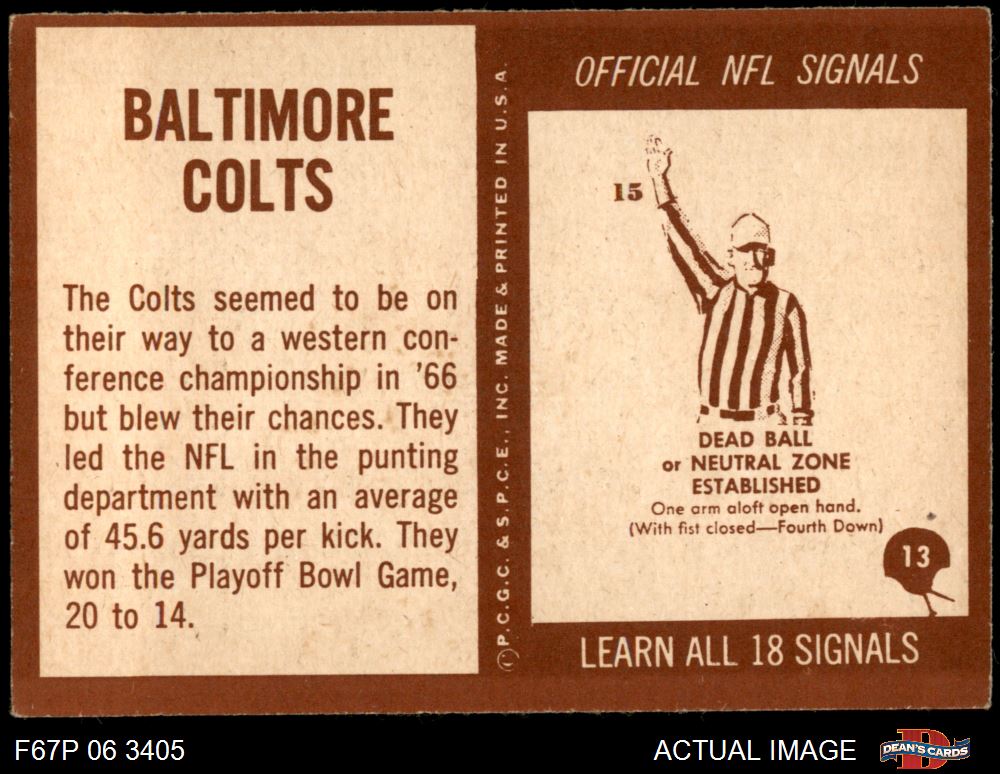 BALTIMORE
COLTS
The Colts seemed to be on
their way to a western con-
ference championship in '66
but blew their chances. They
led the NFL in the punting
department with an average
of 45.6 yards per kick. They
won the Playoff Bowl Game,
20 to 14.
Ⓒ P.C.G.C. & S.P.C.E., INC. MADE & PRINTED IN U.S.A.
OFFICIAL NFL SIGNALS
15
DEAD BALL
or NEUTRAL ZONE
ESTABLISHED
One arm aloft open hand.
(With fist closed—Fourth Down)
13
LEARN ALL 18 SIGNALS
F67P 06 3405
ACTUAL IMAGE
D
DEAN'S CARDS